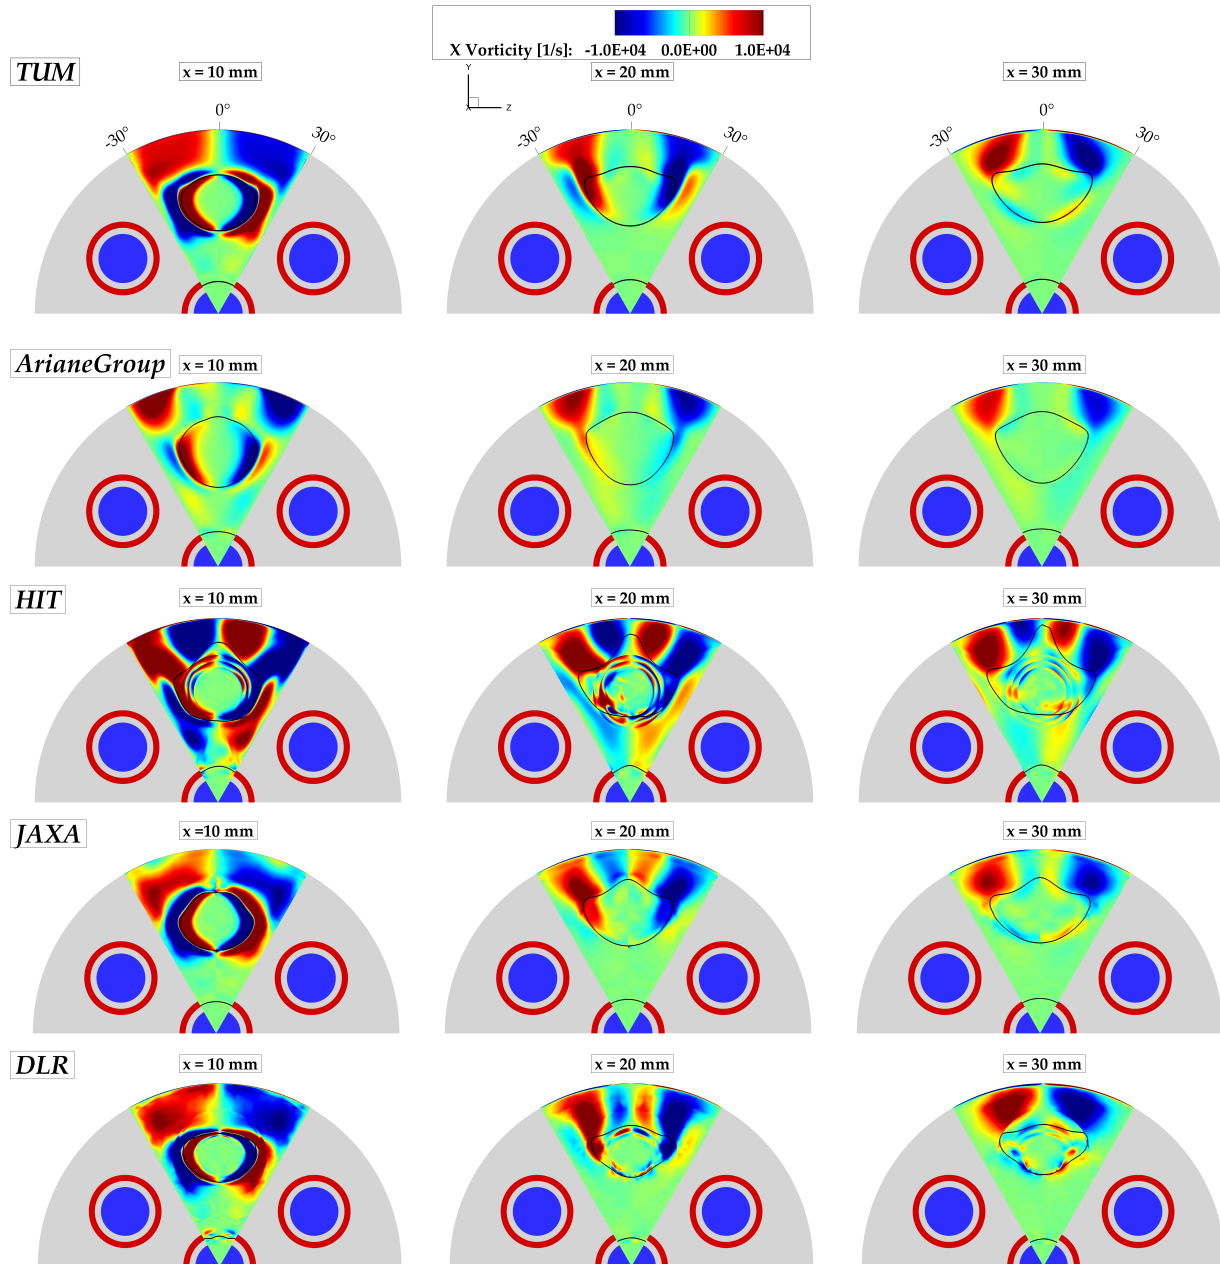 X Vorticity [1/s]: -1.0E+04 0.0E+00 1.0E+04
TUM
x = 10 mm
x = 20 mm
x = 30 mm
Y
X
Z
-30° 0° 30°
-30° 0° 30°
-30° 0° 30°
ArianeGroup
x = 10 mm
x = 20 mm
x = 30 mm
HIT
x = 10 mm
x = 20 mm
x = 30 mm
JAXA
x =10 mm
x = 20 mm
x = 30 mm
DLR
x = 10 mm
x = 20 mm
x = 30 mm